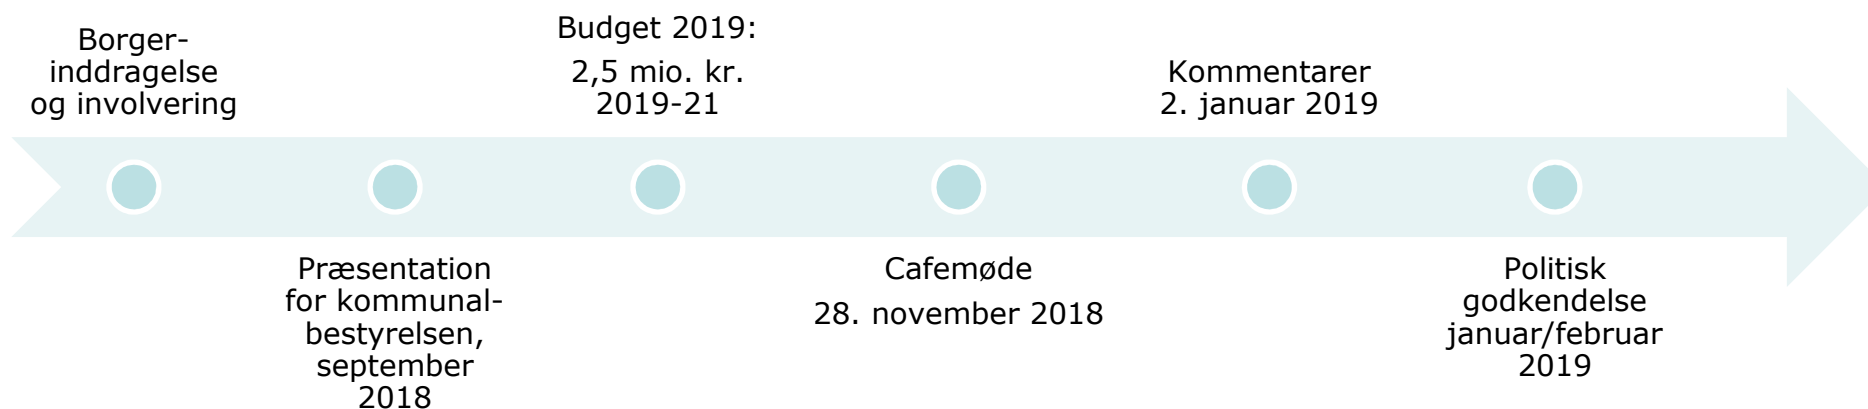 Borger-
inddragelse
og involvering
Præsentation
for kommunal-
bestyrelsen,
september
2018
Budget 2019:
2,5 mio. kr.
2019-21
Cafemøde
28. november 2018
Kommentarer
2. januar 2019
Politisk
godkendelse
januar/februar
2019